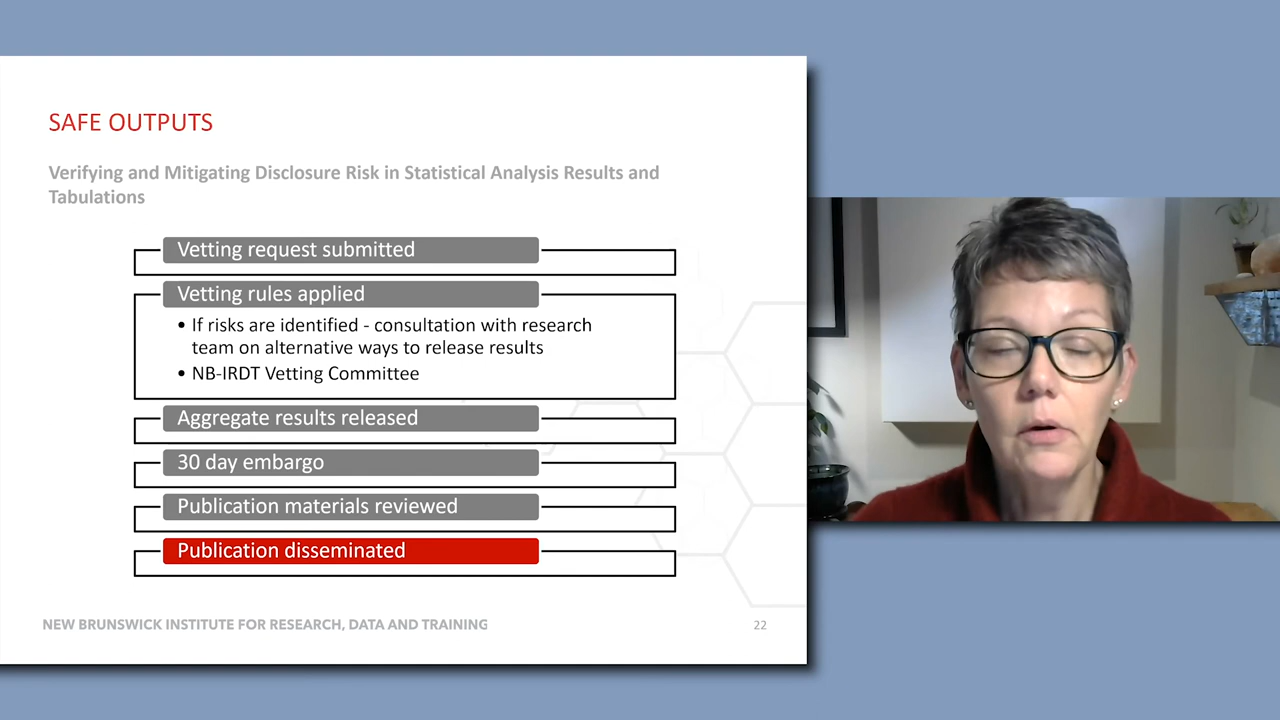 SAFE OUTPUTS
Verifying and Mitigating Disclosure Risk in Statistical Analysis Results and
Tabulations
Vetting request submitted
Vetting rules applied
• If risks are identified - consultation with research
team on alternative ways to release results
• NB-IRDT Vetting Committee
Aggregate results released
30 day embargo
Publication materials reviewed
Publication disseminated
NEW BRUNSWICK INSTITUTE FOR RESEARCH, DATA AND TRAINING
22